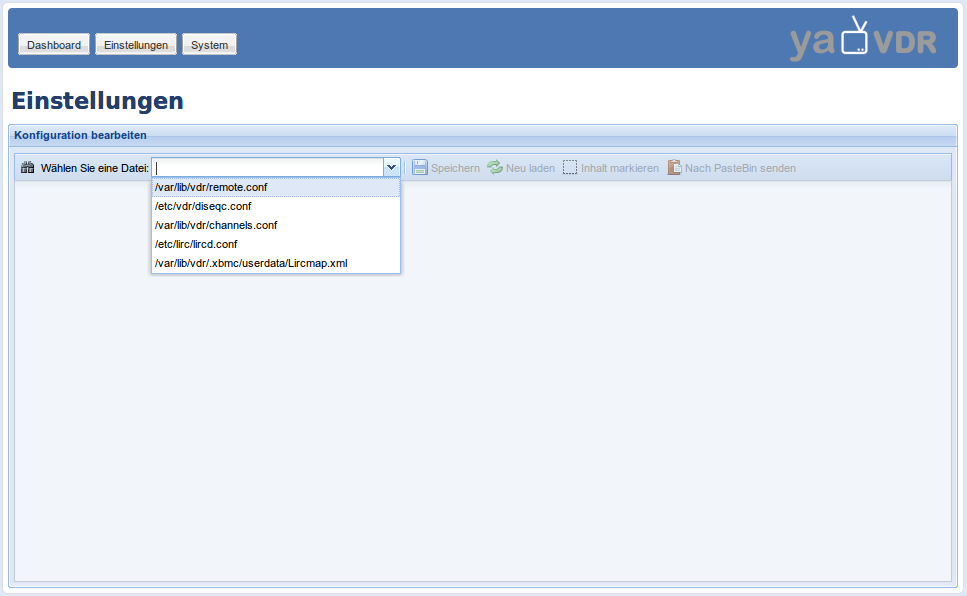 Dashboard Einstellungen System
yaVDR
Einstellungen
Konfiguration bearbeiten
Wählen Sie eine Datei: Speichern Neu laden Inhalt markieren Nach PasteBin senden
/var/lib/vdr/remote.conf
/etc/vdr/diseqc.conf
/var/lib/vdr/channels.conf
/etc/lirc/lircd.conf
/var/lib/vdr/.xbmc/userdata/Lircmap.xml